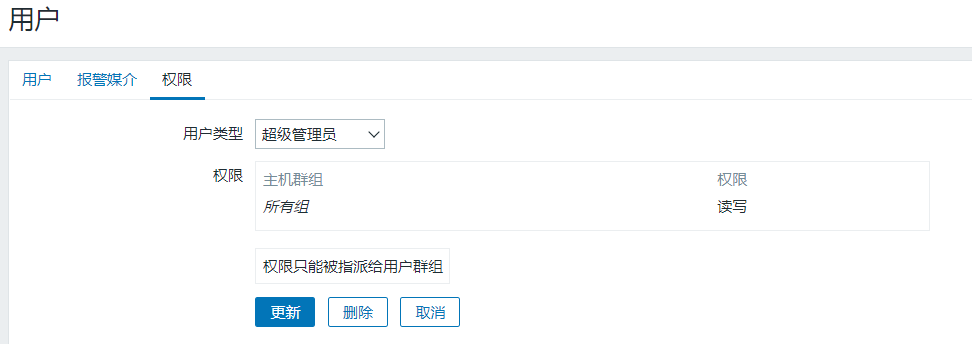 用户
用户 报警媒介 权限
用户类型 超级管理员
权限 主机群组 权限
所有组 读写
权限只能被指派给用户群组
更新 删除 取消